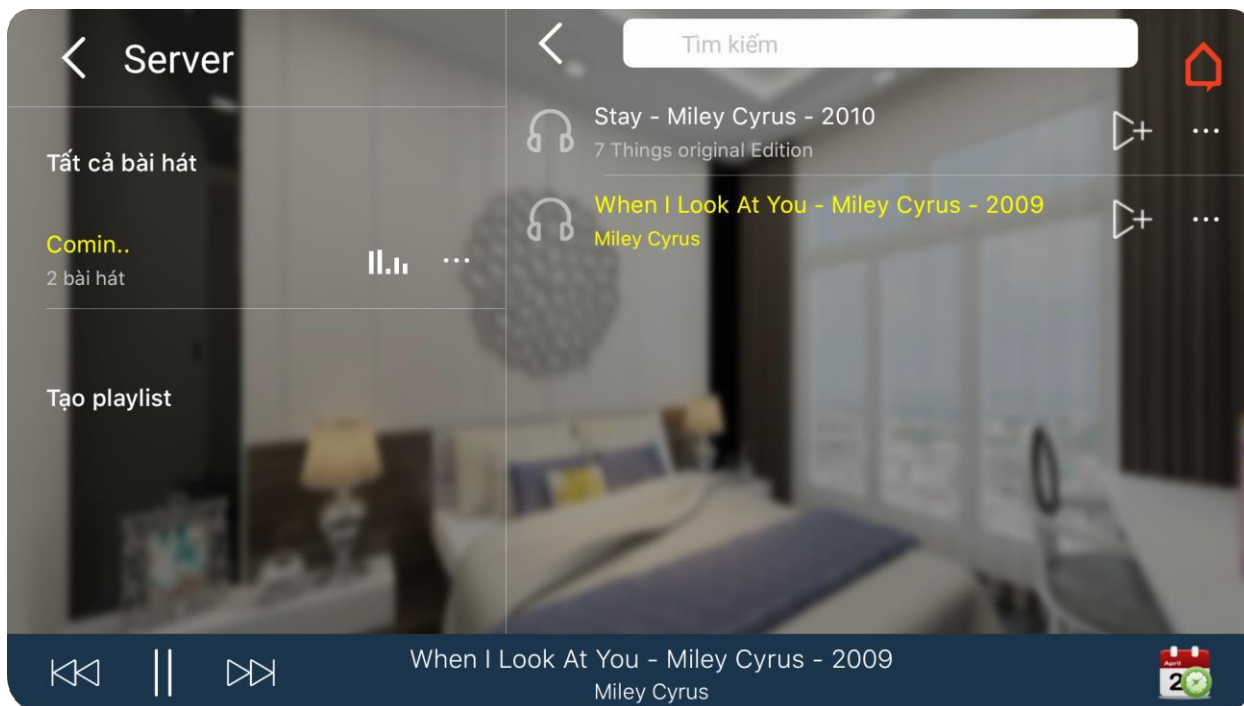 Server
Tất cả bài hát
Comin..
2 bài hát
Tạo playlist
Tìm kiếm
Stay - Miley Cyrus - 2010
7 Things original Edition
When I Look At You - Miley Cyrus - 2009
Miley Cyrus
When I Look At You - Miley Cyrus - 2009
Miley Cyrus
April
2